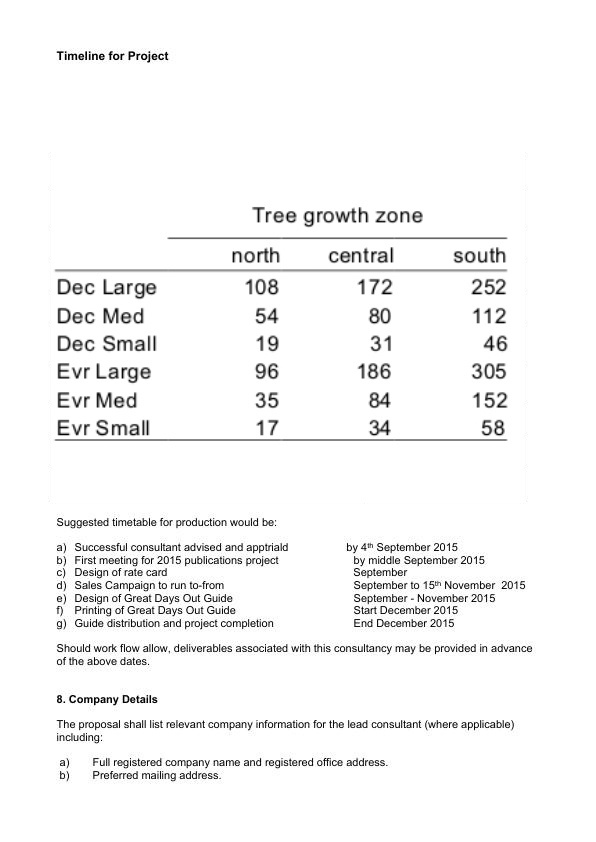 Timeline for Project
Tree growth zone
north central south
Dec Large 108 172 252
Dec Med 54 80 112
Dec Small 19 31 46
Evr Large 96 186 305
Evr Med 35 84 152
Evr Small 17 34 58
Suggested timetable for production would be:
a) Successful consultant advised and apptriald by 4th September 2015
b) First meeting for 2015 publications project by middle September 2015
c) Design of rate card September
d) Sales Campaign to run to-from September to 15th November 2015
e) Design of Great Days Out Guide September - November 2015
f) Printing of Great Days Out Guide Start December 2015
g) Guide distribution and project completion End December 2015
Should work flow allow, deliverables associated with this consultancy may be provided in advance
of the above dates.
8. Company Details
The proposal shall list relevant company information for the lead consultant (where applicable)
including:
a) Full registered company name and registered office address.
b) Preferred mailing address.